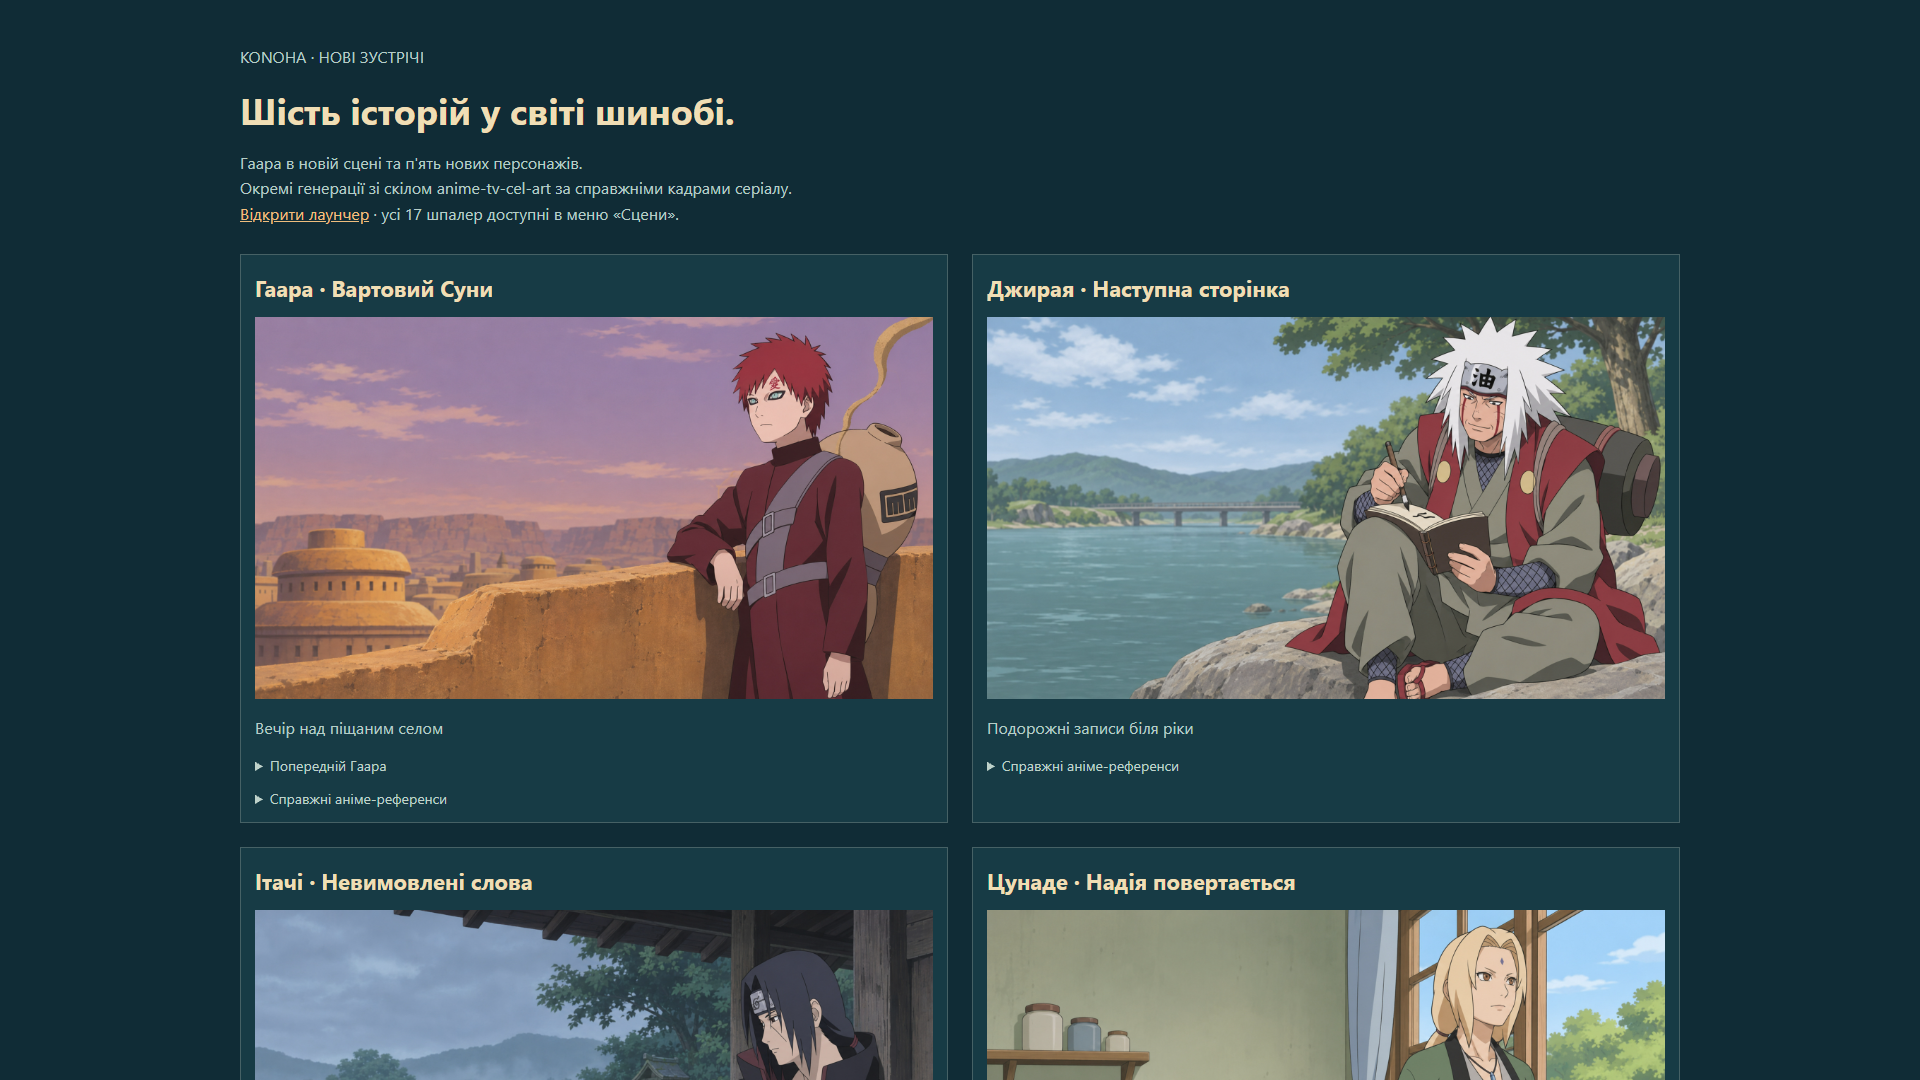 KONOHA · НОВІ ЗУСТРІЧІ
Шість історій у світі шинобі.
Гаара в новій сцені та п'ять нових персонажів.
Окремі генерації зі скілом anime-tv-cel-art за справжніми кадрами серіалу.
Відкрити лаунчер · усі 17 шпалер доступні в меню «Сцени».
Гаара · Вартовий Суни
愛
Вечір над піщаним селом
Попередній Гаара
Справжні аніме-референси
Джирая · Наступна сторінка
油
Подорожні записи біля ріки
Справжні аніме-референси
Ітачі · Невимовлені слова
Цунаде · Надія повертається